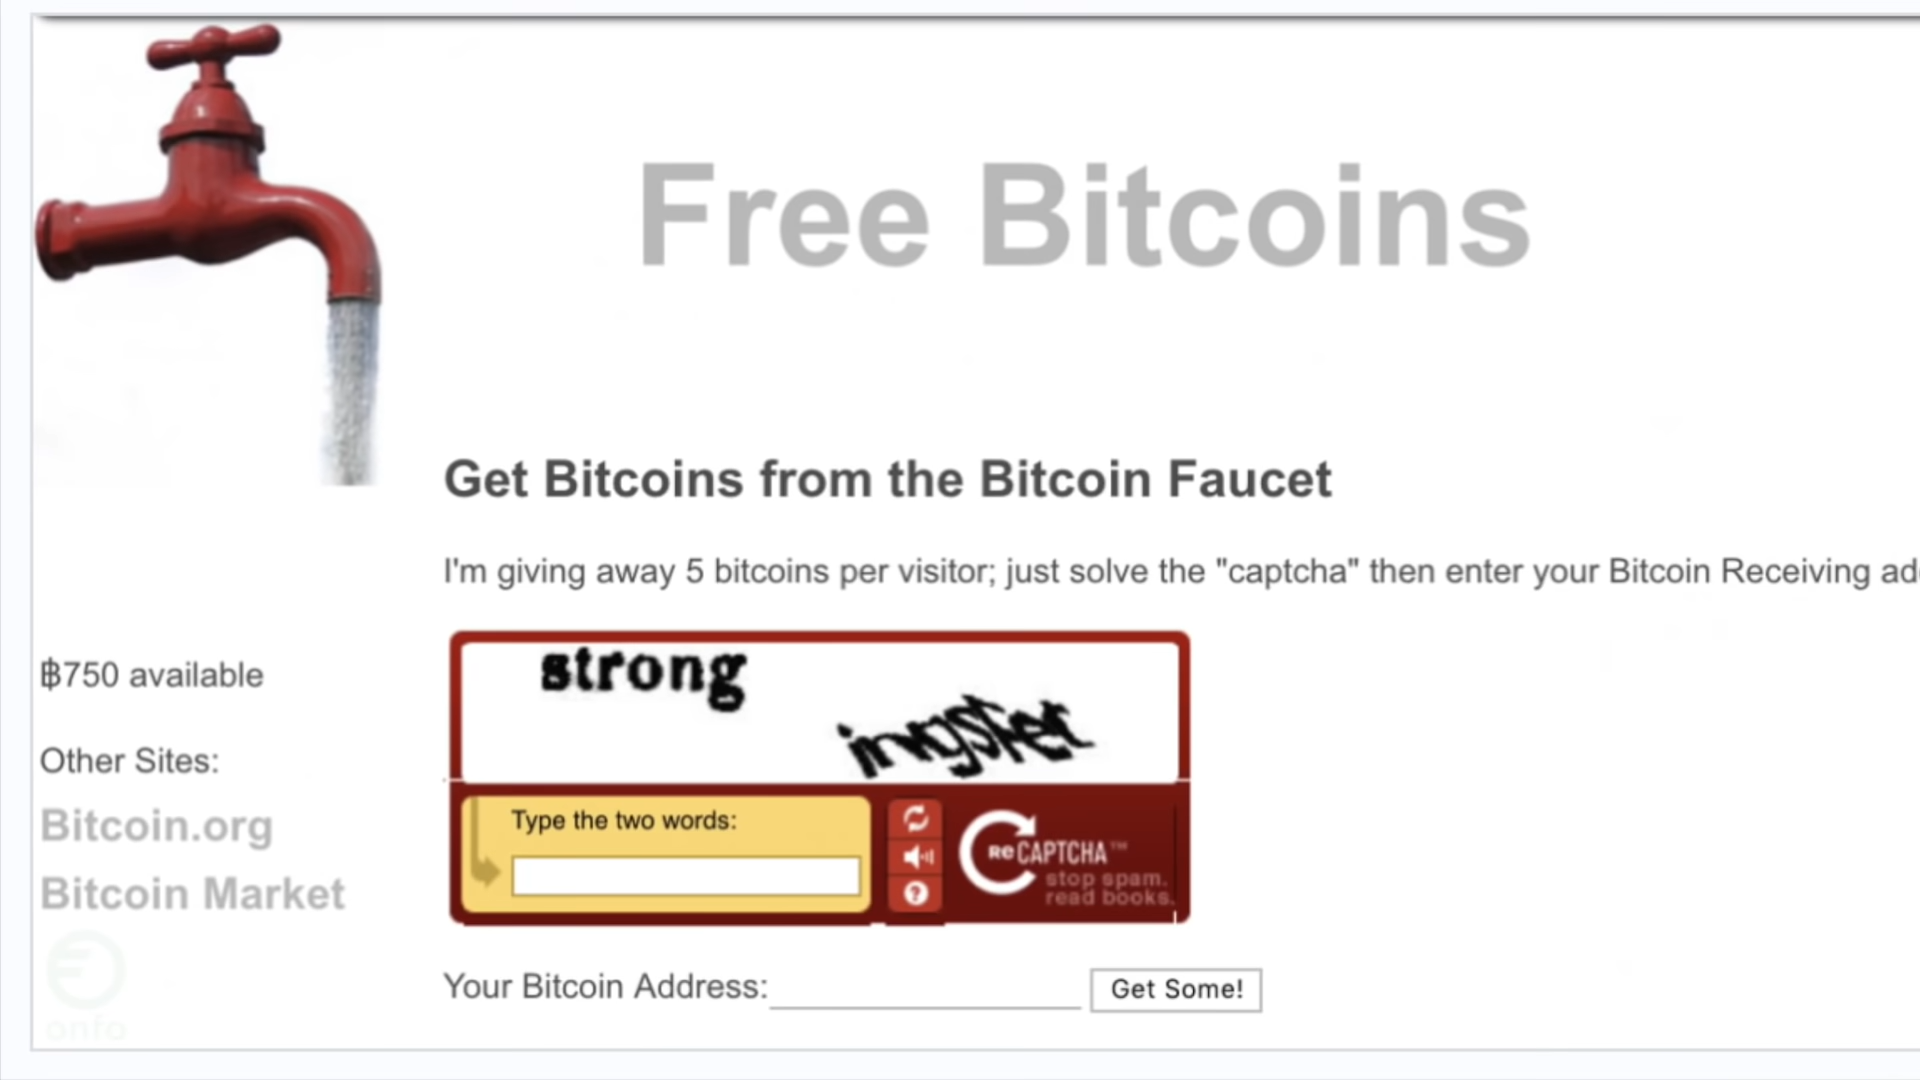 Free Bitcoins
Get Bitcoins from the Bitcoin Faucet
I'm giving away 5 bitcoins per visitor; just solve the "captcha" then enter your Bitcoin Receiving
฿750 available
Other Sites:
Bitcoin.org
Bitcoin Market
strong
Type the two words:
reCAPTCHA™
stop spam.
read books.
Your Bitcoin Address:
Get Some!
onfo